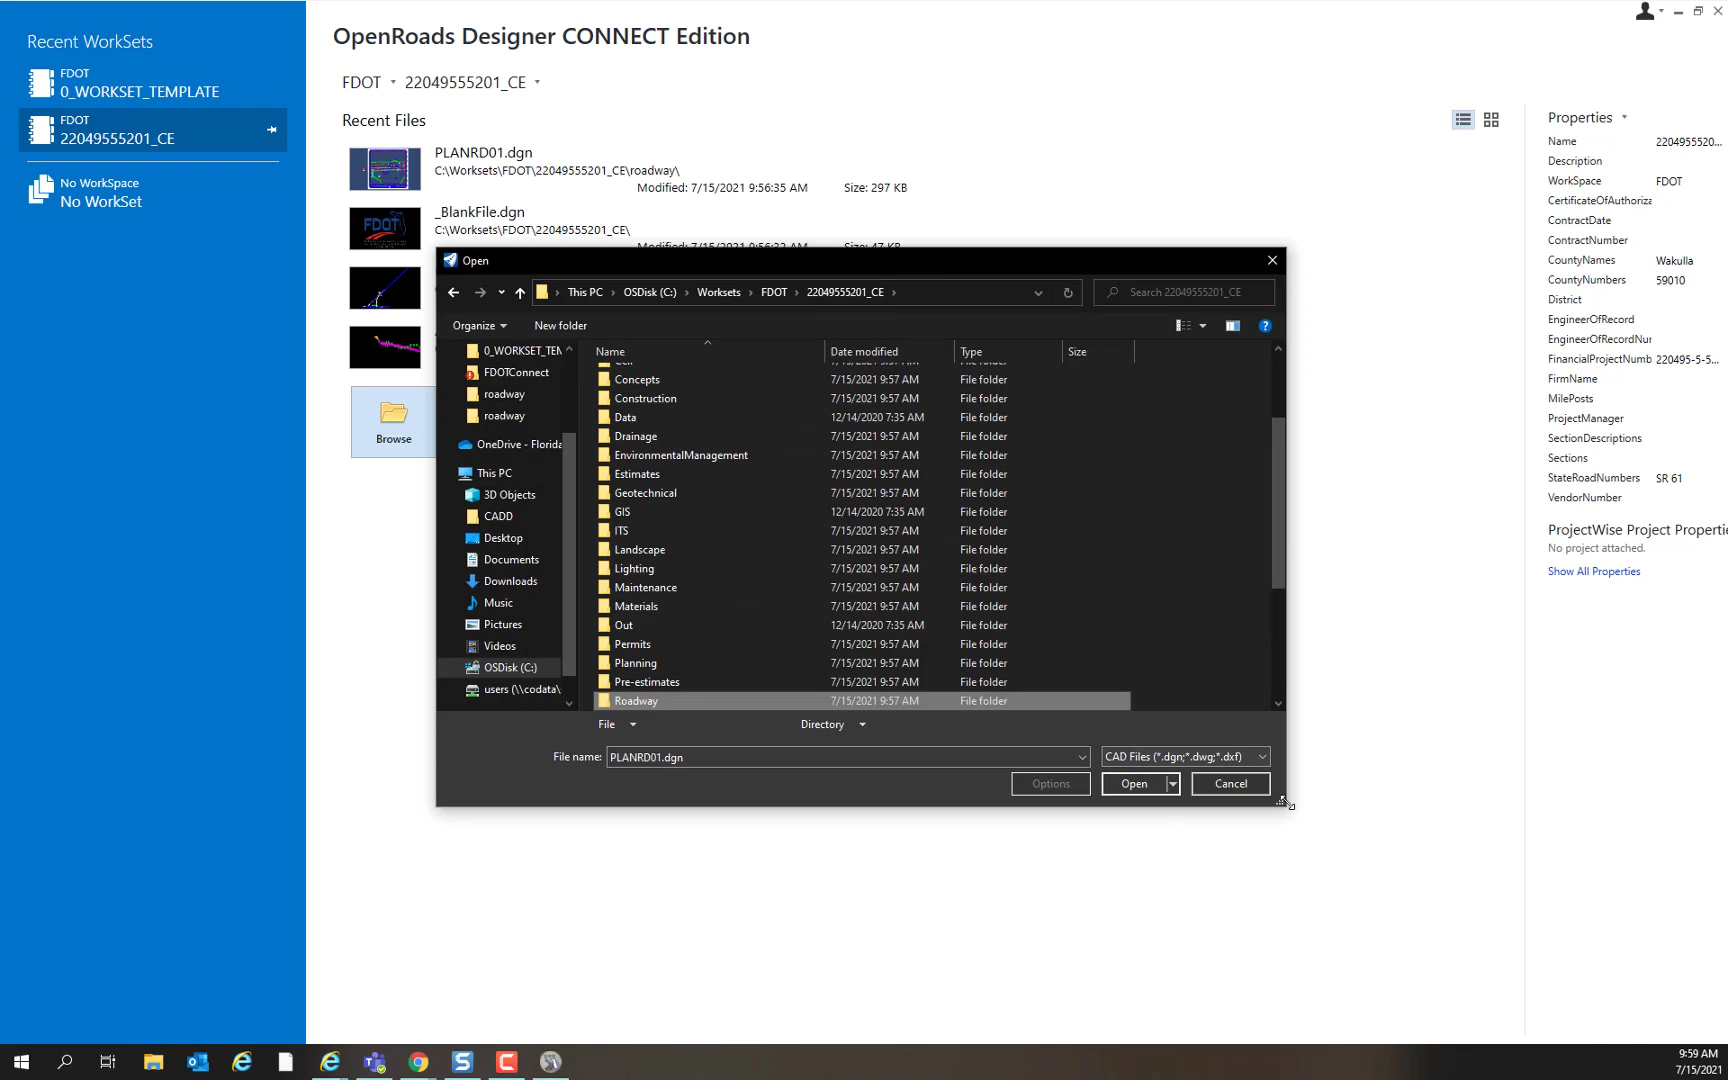 Recent WorkSets
FDOT
0_WORKSET_TEMPLATE
FDOT
22049555201_CE
No WorkSpace
No WorkSet
OpenRoads Designer CONNECT Edition
FDOT 22049555201_CE
Recent Files
PLANRD01.dgn
C:\Worksets\FDOT\22049555201_CE\roadway\
Modified: 7/15/2021 9:56:35 AM Size: 297 KB
FDOT
_BlankFile.dgn
C:\Worksets\FDOT\22049555201_CE\
Modified: 7/15/2021 9:56:32 AM Size: 47 KB
Browse
Open
This PC > OSDisk (C:) > Worksets > FDOT > 22049555201_CE >
Search 22049555201_CE
Organize New folder
0_WORKSET_TEM
FDOTConnect
roadway
roadway
OneDrive - Florida
This PC
3D Objects
CADD
Desktop
Documents
Downloads
Music
Pictures
Videos
OSDisk (C:)
users (\\codata\
Name Date modified Type Size
Concepts 7/15/2021 9:57 AM File folder
Construction 7/15/2021 9:57 AM File folder
Data 12/14/2020 7:35 AM File folder
Drainage 7/15/2021 9:57 AM File folder
EnvironmentalManagement 7/15/2021 9:57 AM File folder
Estimates 7/15/2021 9:57 AM File folder
Geotechnical 7/15/2021 9:57 AM File folder
GIS 12/14/2020 7:35 AM File folder
ITS 7/15/2021 9:57 AM File folder
Landscape 7/15/2021 9:57 AM File folder
Lighting 7/15/2021 9:57 AM File folder
Maintenance 7/15/2021 9:57 AM File folder
Materials 7/15/2021 9:57 AM File folder
Out 12/14/2020 7:35 AM File folder
Permits 7/15/2021 9:57 AM File folder
Planning 7/15/2021 9:57 AM File folder
Pre-estimates 7/15/2021 9:57 AM File folder
Roadway 7/15/2021 9:57 AM File folder
File Directory
File name: PLANRD01.dgn CAD Files (*.dgn;*.dwg;*.dxf)
Options Open Cancel
Properties
Name 2204955520...
Description
WorkSpace FDOT
CertificateOfAuthoriza
ContractDate
ContractNumber
CountyNames Wakulla
CountyNumbers 59010
District
EngineerOfRecord
EngineerOfRecordNur
FinancialProjectNumb 220495-5-5...
FirmName
MilePosts
ProjectManager
SectionDescriptions
Sections
StateRoadNumbers SR 61
VendorNumber
ProjectWise Project Properti
No project attached.
Show All Properties
9:59 AM
7/15/2021